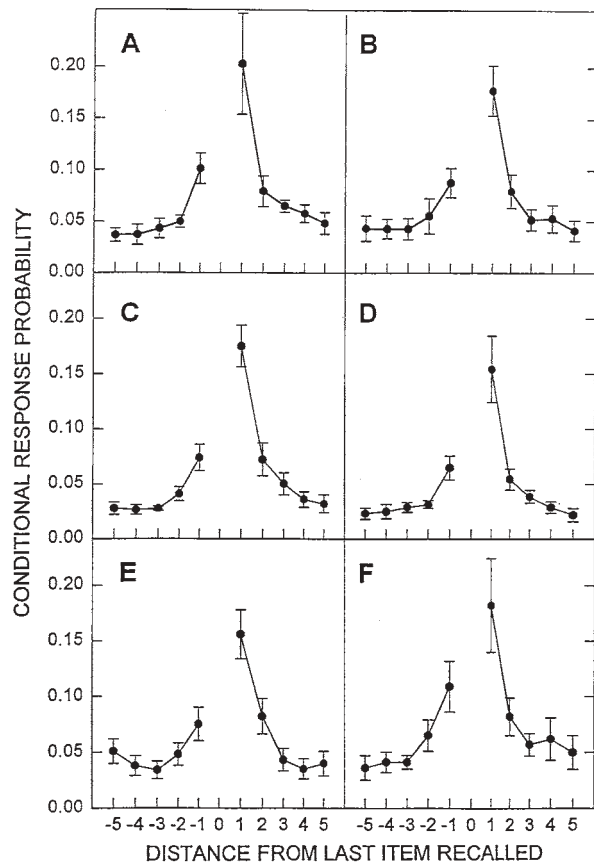 CONDITIONAL RESPONSE PROBABILITY
A
B
0.20
0.15
0.10
0.05
0.00
C
D
0.20
0.15
0.10
0.05
0.00
E
F
0.20
0.15
0.10
0.05
0.00
-5 -4 -3 -2 -1 0 1 2 3 4 5 -5 -4 -3 -2 -1 0 1 2 3 4 5
DISTANCE FROM LAST ITEM RECALLED